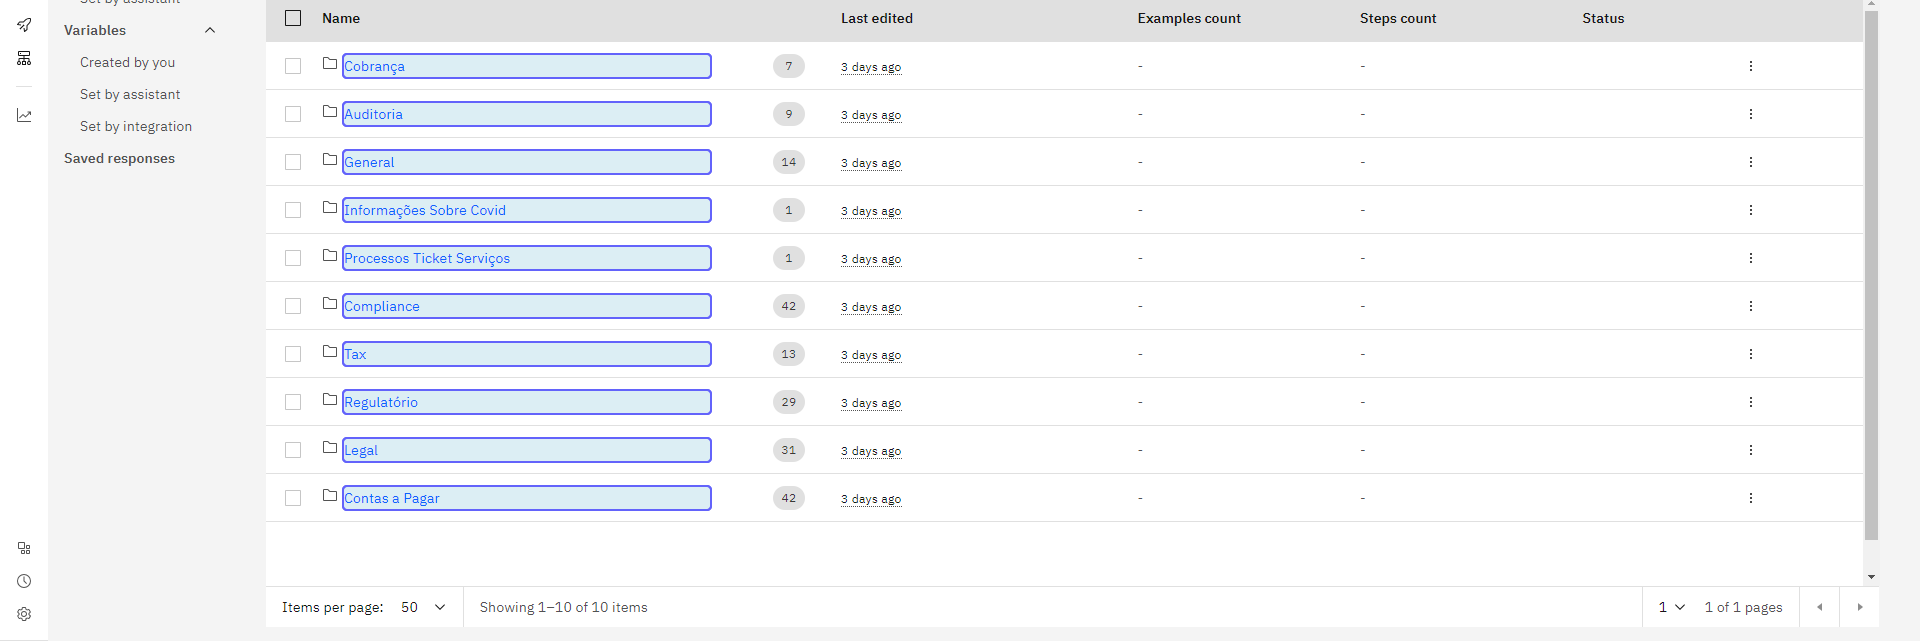 Set by assistant
Variables
Created by you
Set by assistant
Set by integration
Saved responses
Name Last edited Examples count Steps count Status
Cobrança 7 3 days ago - -
Auditoria 9 3 days ago - -
General 14 3 days ago - -
Informações Sobre Covid 1 3 days ago - -
Processos Ticket Serviços 1 3 days ago - -
Compliance 42 3 days ago - -
Tax 13 3 days ago - -
Regulatório 29 3 days ago - -
Legal 31 3 days ago - -
Contas a Pagar 42 3 days ago - -
Items per page: 50 Showing 1–10 of 10 items 1 1 of 1 pages